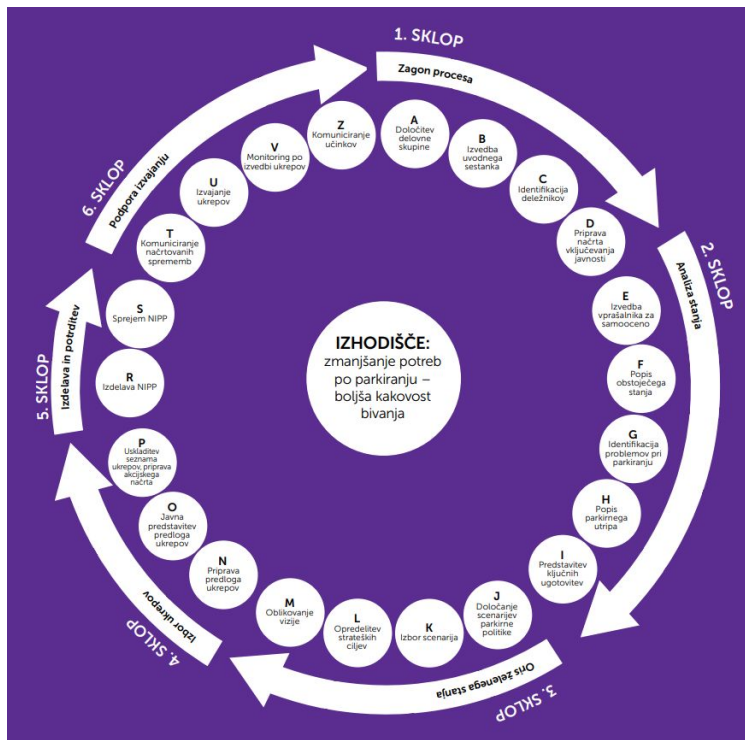 1. SKLOP
Zagon procesa
A
Določitev
delovne
skupine
B
Izvedba
uvodnega
sestanka
C
Identifikacija
deležnikov
D
Priprava
načrta
vključevanja
javnosti
2. SKLOP
Analiza stanja
E
Izvedba
vprašalnika za
samooceno
F
Popis
obstoječega
stanja
G
Identifikacija
problemov pri
parkiranju
H
Popis
parkirnega
utripa
I
Predstavitev
ključnih
ugotovitev
3. SKLOP
Oris želenega stanja
J
Določanje
scenarijev
parkirne
politike
K
Izbor scenarija
L
Opredelitev
strateških
ciljev
M
Oblikovanje
vizije
4. SKLOP
Izbor ukrepov
N
Priprava
predloga
ukrepov
O
Javna
predstavitev
predloga
ukrepov
P
Uskladitev
seznama
ukrepov, priprava
akcijskega
načrta
5. SKLOP
Izdelava in potrditev
R
Izdelava NIPP
S
Sprejem NIPP
6. SKLOP
Podpora izvajanju
T
Komuniciranje
načrtovanih
sprememb
U
Izvajanje
ukrepov
V
Monitoring po
izvedbi ukrepov
Z
Komuniciranje
učinkov
IZHODIŠČE:
zmanjšanje potreb
po parkiranju –
boljša kakovost
bivanja